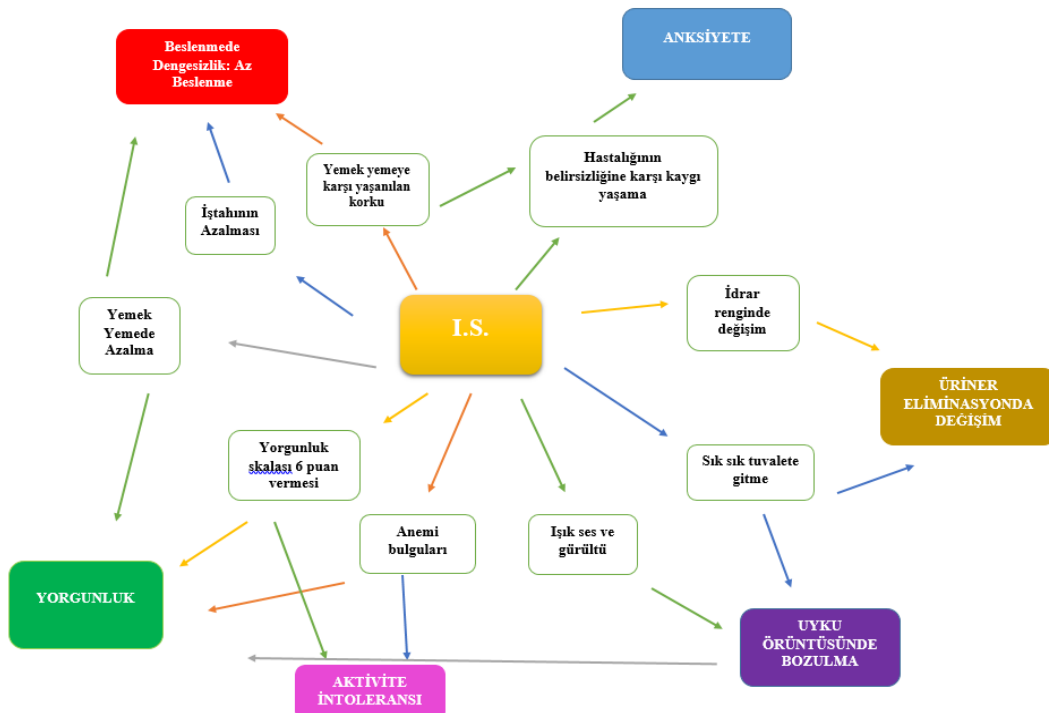 Beslenmede
Dengesizlik: Az
Beslenme
ANKSİYETE
Yemek yemeye
karşı yaşanılan
korku
Hastalığının
belirsizliğine karşı kaygı
yaşama
İştahının
Azalması
Yemek
Yemede
Azalma
I.S.
İdrar
renginde
değişim
ÜRİNER
ELİMİNASYONDA
DEĞİŞİM
Yorgunluk
skalası 6 puan
vermesi
Sık sık tuvalete
gitme
Anemi
bulguları
Işık ses ve
gürültü
YORGUNLUK
UYKU
ÖRÜNTÜSÜNDE
BOZULMA
AKTİVİTE
İNTOLERANSI